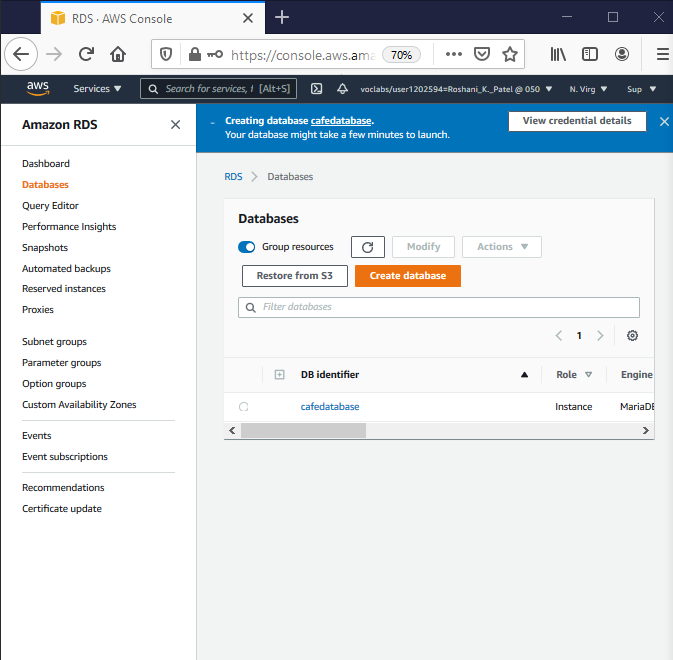 RDS · AWS Console
https://console.aws.ama
70%
aws
Services
Search for services, f [Alt+S]
voclabs/user1202594=Roshani_K._Patel @ 050
N. Virg
Sup
Amazon RDS
Dashboard
Databases
Query Editor
Performance Insights
Snapshots
Automated backups
Reserved instances
Proxies
Subnet groups
Parameter groups
Option groups
Custom Availability Zones
Events
Event subscriptions
Recommendations
Certificate update
Creating database cafedatabase.
Your database might take a few minutes to launch.
View credential details
RDS > Databases
Databases
Group resources
Modify
Actions
Restore from S3
Create database
Filter databases
1
DB identifier
Role
Engine
cafedatabase
Instance
MariaDB